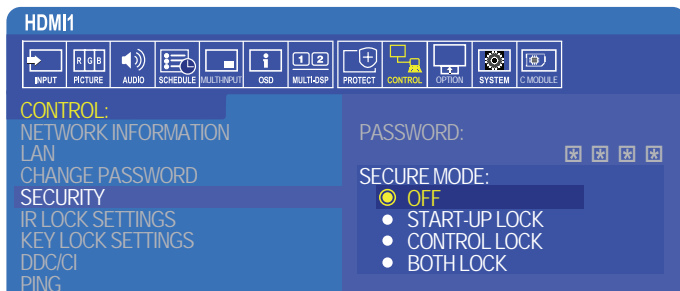 HDMI1
R G B
1 2
INPUT PICTURE AUDIO SCHEDULE MULTI-INPUT OSD MULTI-DSP PROTECT CONTROL OPTION SYSTEM C MODULE
CONTROL:
NETWORK INFORMATION
LAN
CHANGE PASSWORD
SECURITY
IR LOCK SETTINGS
KEY LOCK SETTINGS
DDC/CI
PING
PASSWORD:
* * * *
SECURE MODE:
OFF
START-UP LOCK
CONTROL LOCK
BOTH LOCK